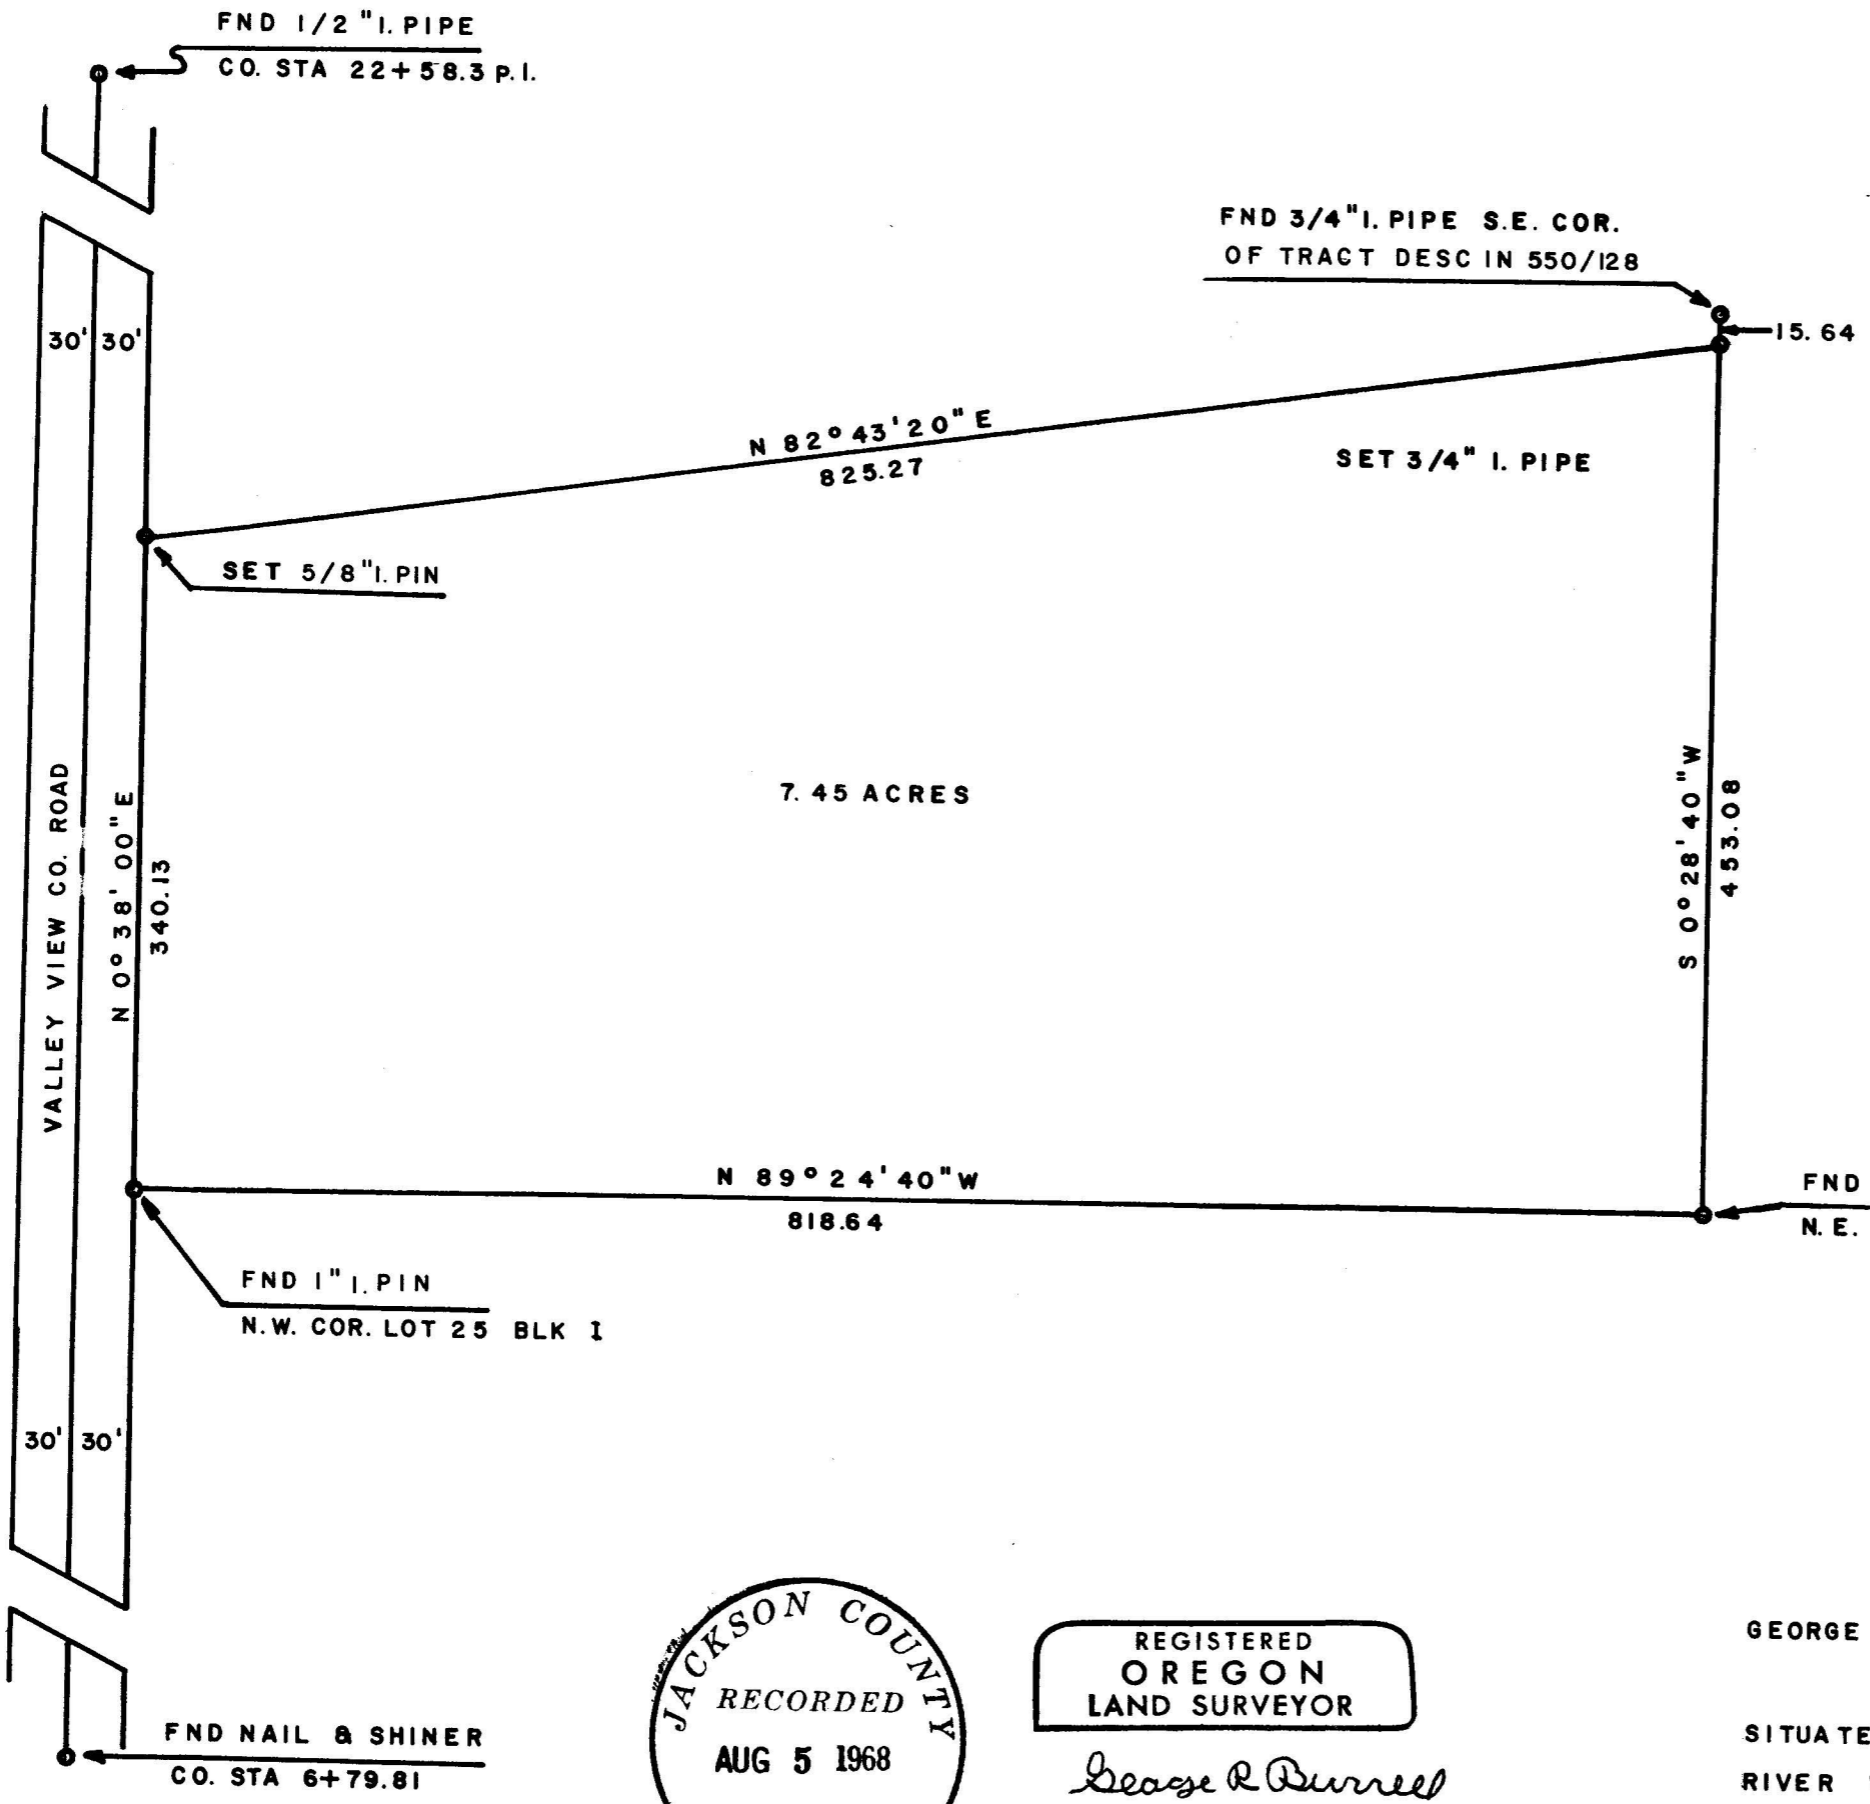 FND 1/2 "I. PIPE
CO. STA 22+58.3 P.I.
FND 3/4" I. PIPE S.E. COR.
OF TRACT DESC IN 550/128
15.64
30' 30'
N 82° 43' 20" E
825.27
SET 3/4" I. PIPE
SET 5/8" I. PIN
7.45 ACRES
VALLEY VIEW CO. ROAD
N 0° 38' 00" E
340.13
S 0° 28' 40" W
453.08
N 89° 24' 40" W
818.64
FND
N.E.
FND 1" I. PIN
N.W. COR. LOT 25 BLK I
30' 30'
JACKSON COUNTY
RECORDED
AUG 5 1968
REGISTERED
OREGON
LAND SURVEYOR
George R Burrell
GEORGE
SITUATE
RIVER
FND NAIL & SHINER
CO. STA 6+79.81